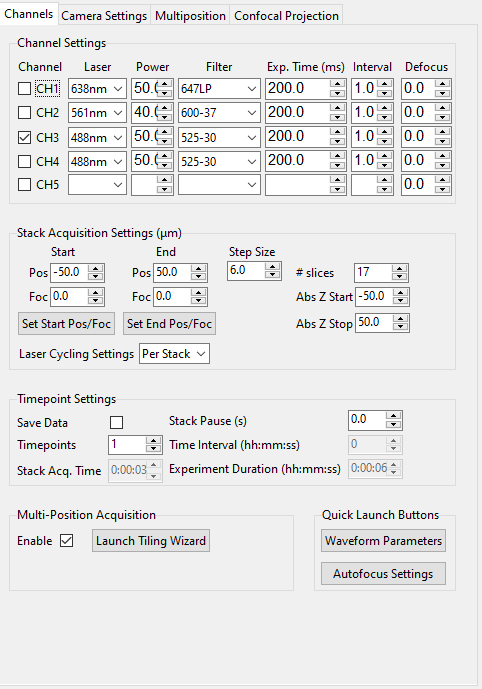 Channels Camera Settings Multiposition Confocal Projection
Channel Settings
Channel Laser Power Filter Exp. Time (ms) Interval Defocus
CH1 638nm 50.0 647LP 200.0 1.0 0.0
CH2 561nm 40.0 600-37 200.0 1.0 0.0
CH3 488nm 50.0 525-30 200.0 1.0 0.0
CH4 488nm 50.0 525-30 200.0 1.0 0.0
CH5 0.0
Stack Acquisition Settings (µm)
Start End Step Size
Pos -50.0 Pos 50.0 6.0 # slices 17
Foc 0.0 Foc 0.0 Abs Z Start -50.0
Set Start Pos/Foc Set End Pos/Foc Abs Z Stop 50.0
Laser Cycling Settings Per Stack
Timepoint Settings
Save Data Stack Pause (s) 0.0
Timepoints 1 Time Interval (hh:mm:ss) 0
Stack Acq. Time 0:00:03 Experiment Duration (hh:mm:ss) 0:00:06
Multi-Position Acquisition Quick Launch Buttons
Enable Launch Tiling Wizard Waveform Parameters
Autofocus Settings